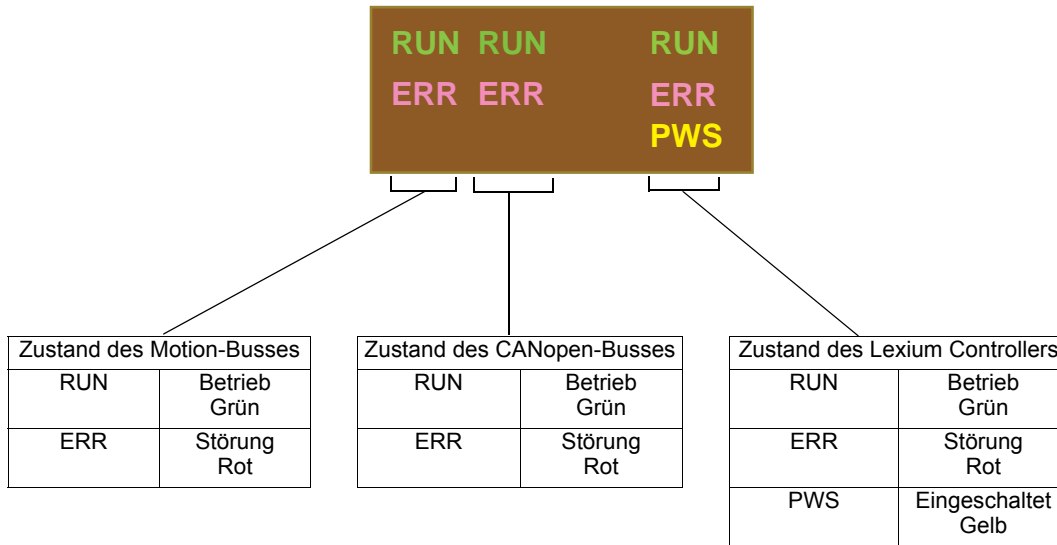 RUN RUN RUN
ERR ERR ERR
PWS
Zustand des Motion-Busses
RUN Betrieb
Grün
ERR Störung
Rot
Zustand des CANopen-Busses
RUN Betrieb
Grün
ERR Störung
Rot
Zustand des Lexium Controllers
RUN Betrieb
Grün
ERR Störung
Rot
PWS Eingeschaltet
Gelb